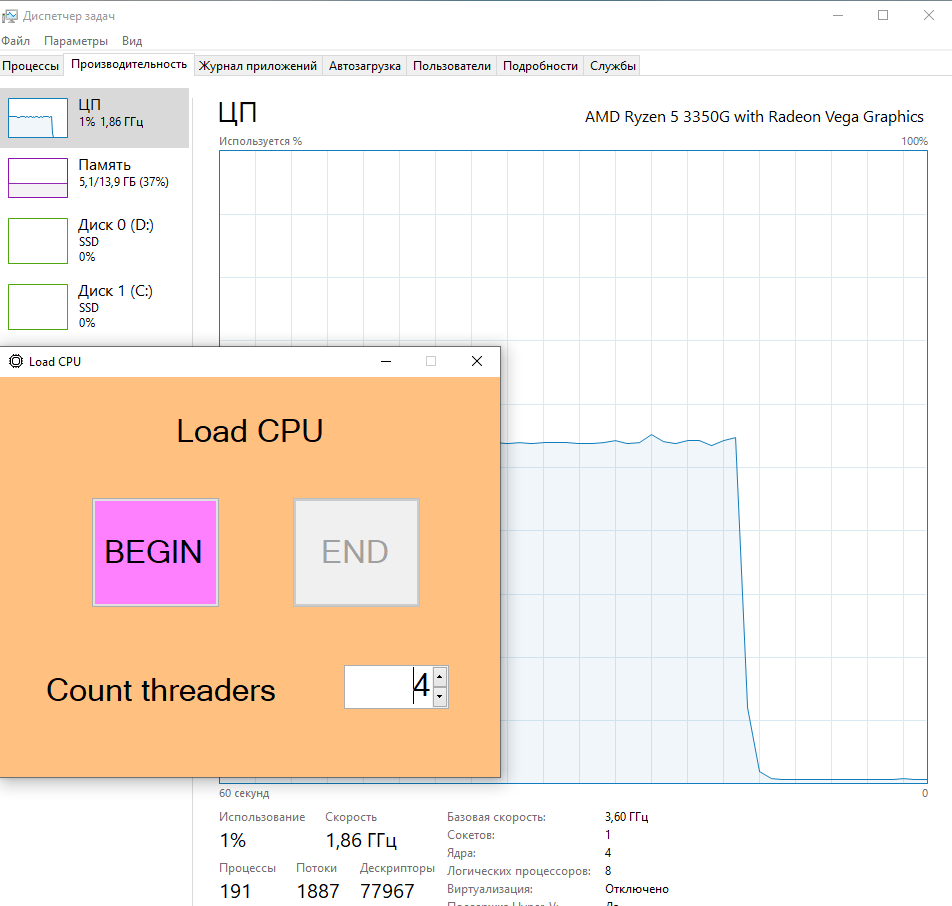 Диспетчер задач
Файл Параметры Вид
Процессы Производительность Журнал приложений Автозагрузка Пользователи Подробности Службы
ЦП
1% 1,86 ГГц
Память
5,1/13,9 ГБ (37%)
Диск 0 (D:)
SSD
0%
Диск 1 (C:)
SSD
0%
ЦП
AMD Ryzen 5 3350G with Radeon Vega Graphics
Используется %
100%
Load CPU
Load CPU
BEGIN
END
Count threaders
4
60 секунд
0
Использование
1%
Скорость
1,86 ГГц
Процессы
191
Потоки
1887
Дескрипторы
77967
Базовая скорость: 3,60 ГГц
Сокетов: 1
Ядра: 4
Логических процессоров: 8
Виртуализация: Отключено